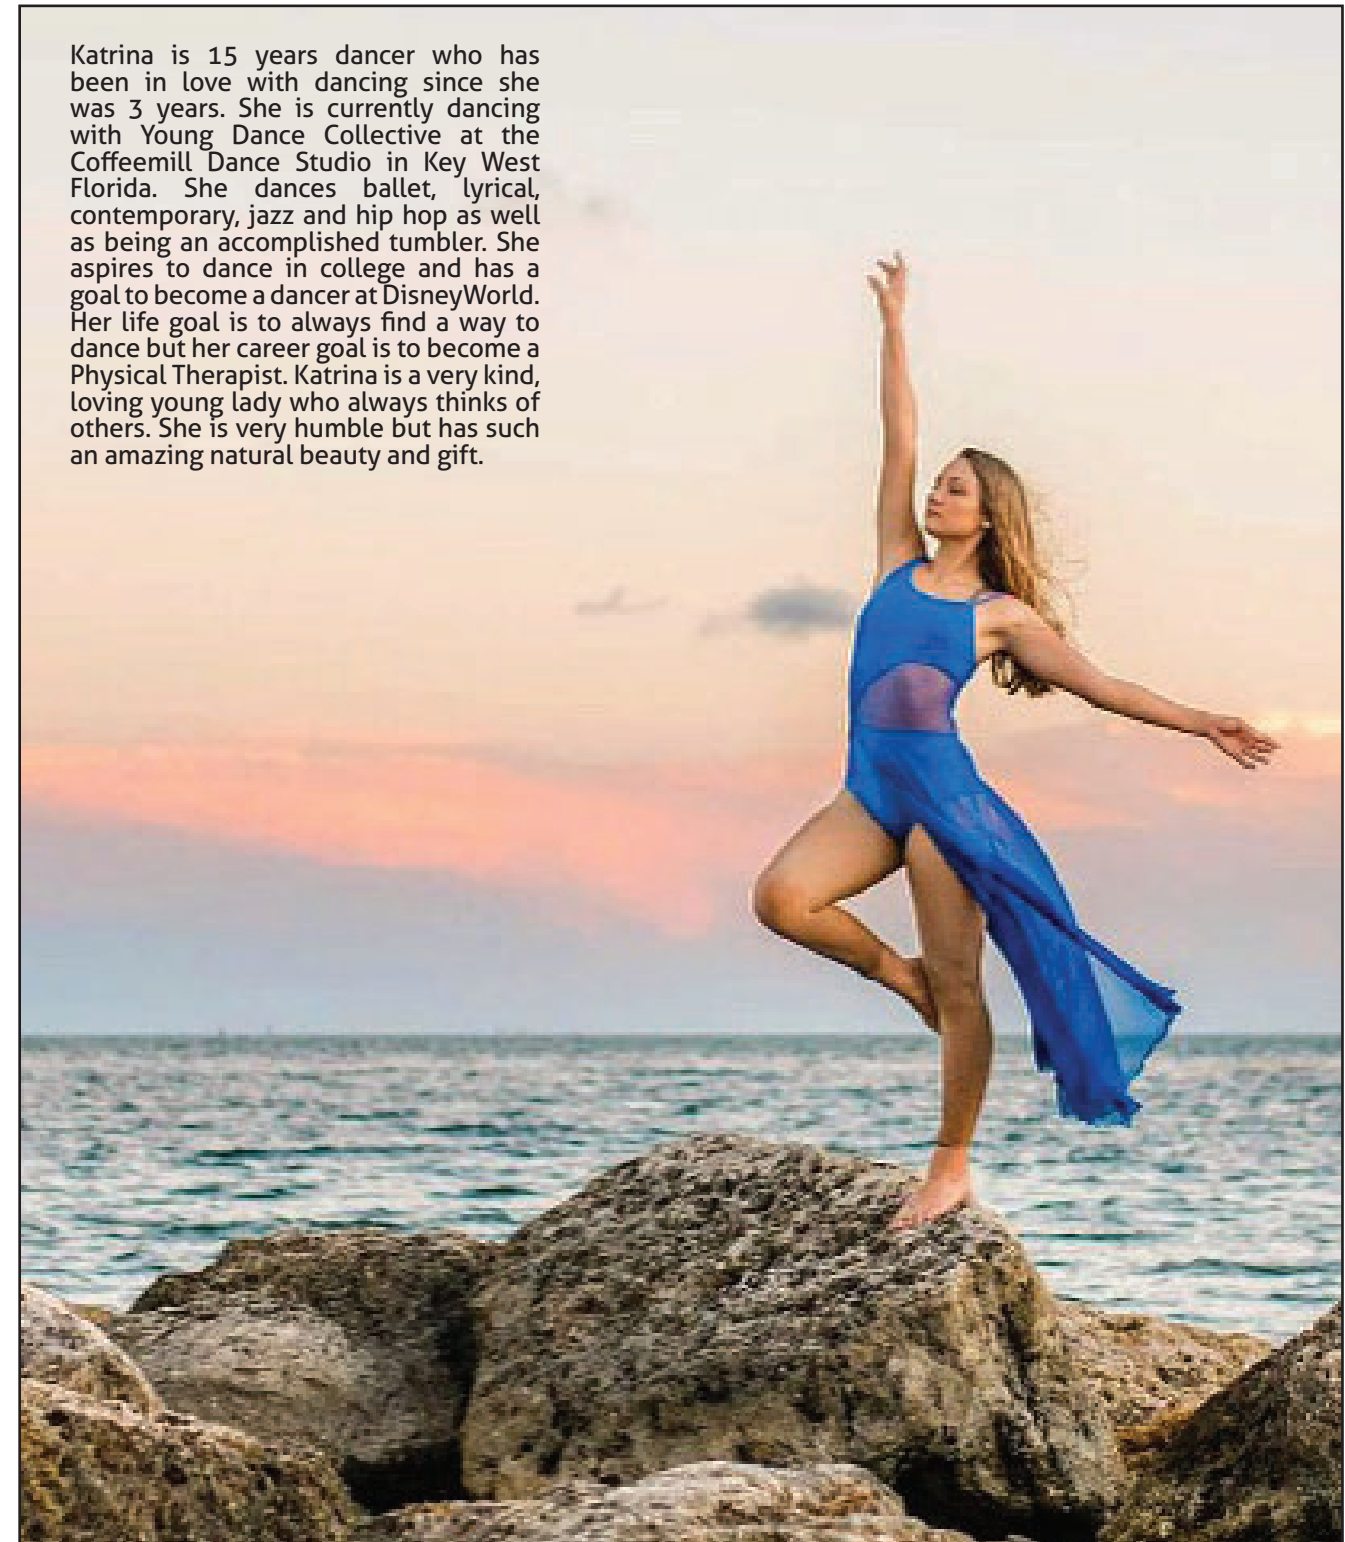 Katrina is 15 years dancer who has
been in love with dancing since she
was 3 years. She is currently dancing
with Young Dance Collective at the
Coffeemill Dance Studio in Key West
Florida. She dances ballet, lyrical,
contemporary, jazz and hip hop as well
as being an accomplished tumbler. She
aspires to dance in college and has a
goal to become a dancer at DisneyWorld.
Her life goal is to always find a way to
dance but her career goal is to become a
Physical Therapist. Katrina is a very kind,
loving young lady who always thinks of
others. She is very humble but has such
an amazing natural beauty and gift.